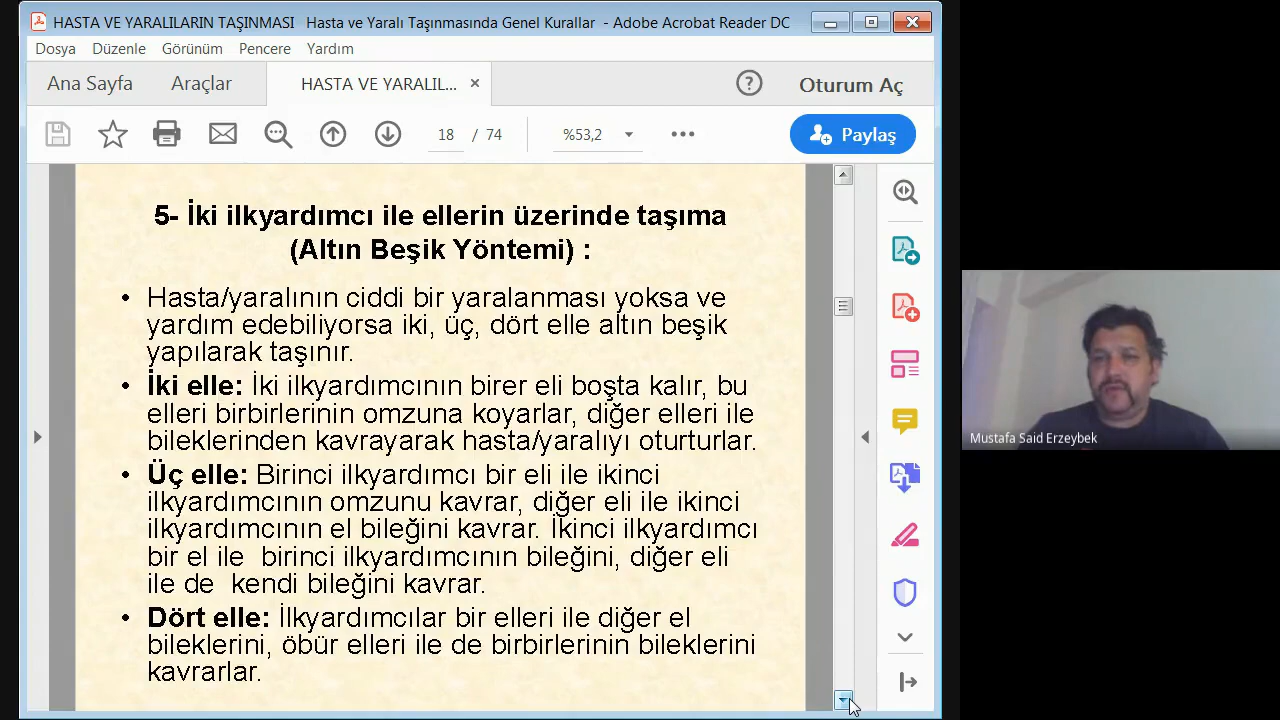 HASTA VE YARALILARIN TAŞINMASI   Hasta ve Yaralı Taşınmasında Genel Kurallar  - Adobe Acrobat Reader DC
Dosya Düzenle Görünüm Pencere Yardım
Ana Sayfa Araçlar HASTA VE YARALIL... × Oturum Aç
18 / 74 %53,2 Paylaş
5- İki ilkyardımcı ile ellerin üzerinde taşıma
(Altın Beşik Yöntemi) :
• Hasta/yaralının ciddi bir yaralanması yoksa ve
yardım edebiliyorsa iki, üç, dört elle altın beşik
yapılarak taşınır.
• İki elle: İki ilkyardımcının birer eli boşta kalır, bu
elleri birbirlerinin omzuna koyarlar, diğer elleri ile
bileklerinden kavrayarak hasta/yaralıyı oturturlar.
• Üç elle: Birinci ilkyardımcı bir eli ile ikinci
ilkyardımcının omzunu kavrar, diğer eli ile ikinci
ilkyardımcının el bileğini kavrar. İkinci ilkyardımcı
bir el ile  birinci ilkyardımcının bileğini, diğer eli
ile de  kendi bileğini kavrar.
• Dört elle: İlkyardımcılar bir elleri ile diğer el
bileklerini, öbür elleri ile de birbirlerinin bileklerini
kavrarlar.
Mustafa Said Erzeybek